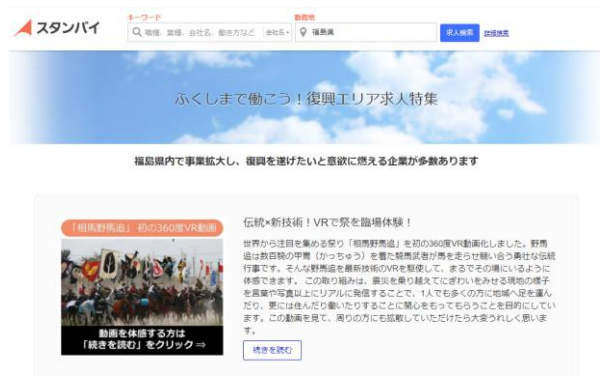 キーワード
勤務地
スタンバイ
職種、業種、会社名、働き方など
会社名
福島県
求人検索
詳細検索
ふくしまで働こう！復興エリア求人特集
福島県内で事業拡大し、復興を遂げたいと意欲に燃える企業が多数あります
「相馬野馬追」 初の360度VR動画
動画を体感する方は
「続きを読む」をクリック⇒
伝統×新技術！VRで祭を臨場体験！
世界から注目を集める祭り「相馬野馬追」を初の360度VR動画化しました。野馬
追は数百騎の甲冑（かっちゅう）を着た騎馬武者が馬を走らせ競い合う勇壮な伝統
行事です。そんな野馬追を最新技術のVRを駆使して、まるでその場にいるように
体感できます。 この取り組みは、震災を乗り越えてにぎわいをみせる現地の様子
を言葉や写真以上にリアルに発信することで、1人でも多くの方に地域へ足を運ん
だり、更には住んだり働いたりすることに関心をもってもらうことを目的にしてい
ます。この動画を見て、周りの方にも拡散していただけたら大変うれしく思いま
す。
続きを読む